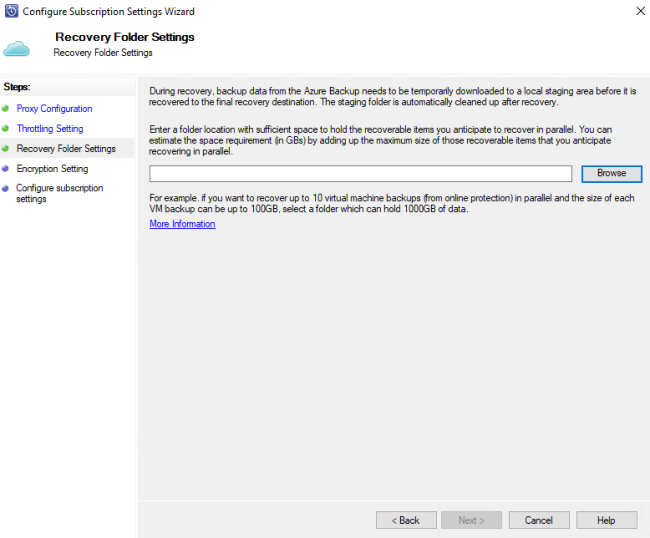 Configure Subscription Settings Wizard
Recovery Folder Settings
Recovery Folder Settings
Steps:
Proxy Configuration
Throttling Setting
Recovery Folder Settings
Encryption Setting
Configure subscription
settings
During recovery, backup data from the Azure Backup needs to be temporarily downloaded to a local staging area before it is
recovered to the final recovery destination. The staging folder is automatically cleaned up after recovery.
Enter a folder location with sufficient space to hold the recoverable items you anticipate to recover in parallel. You can
estimate the space requirement (in GBs) by adding up the maximum size of those recoverable items that you anticipate
recovering in parallel.
Browse
For example. if you want to recover up to 10 virtual machine backups (from online protection) in parallel and the size of each
VM backup can be up to 100GB, select a folder which can hold 1000GB of data.
More Information
< Back Next > Cancel Help